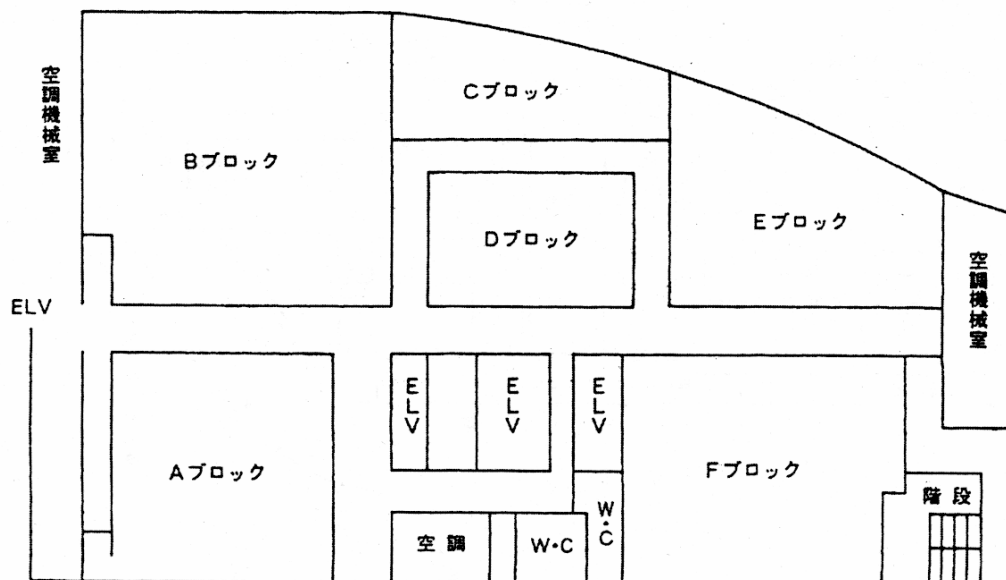 空調機械室
Cブロック
Bブロック
Dブロック
Eブロック
空調機械室
ELV
ELV
ELV
ELV
Aブロック
Fブロック
階段
空調
W・C
W・C